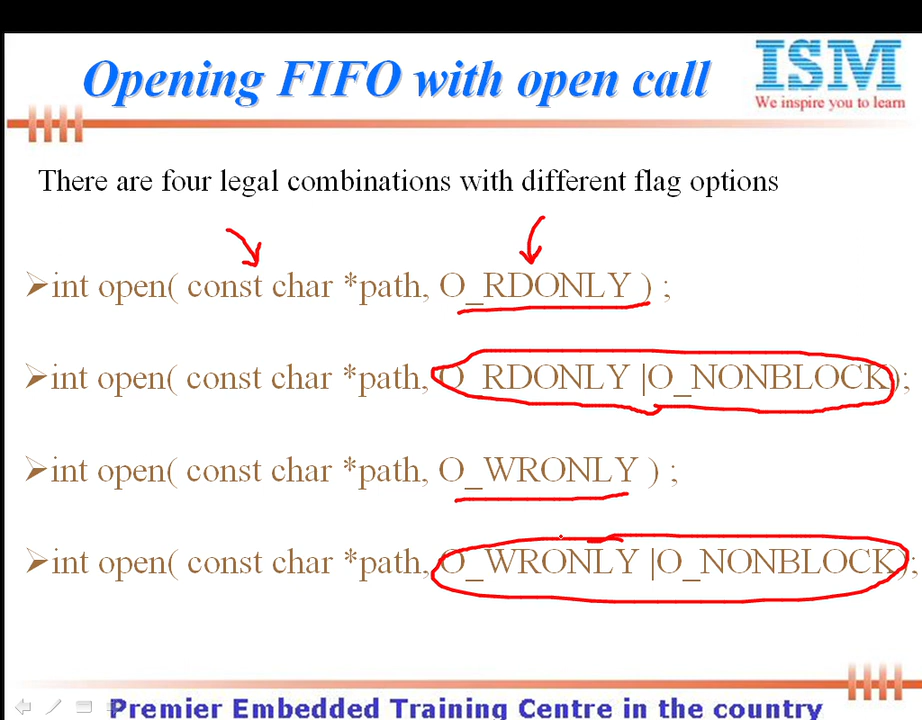 Opening FIFO with open call
ISM
We inspire you to learn
There are four legal combinations with different flag options
➢int open( const char *path, O_RDONLY ) ;
➢int open( const char *path, O_RDONLY |O_NONBLOCK);
➢int open( const char *path, O_WRONLY ) ;
➢int open( const char *path, O_WRONLY |O_NONBLOCK);
Premier Embedded Training Centre in the country